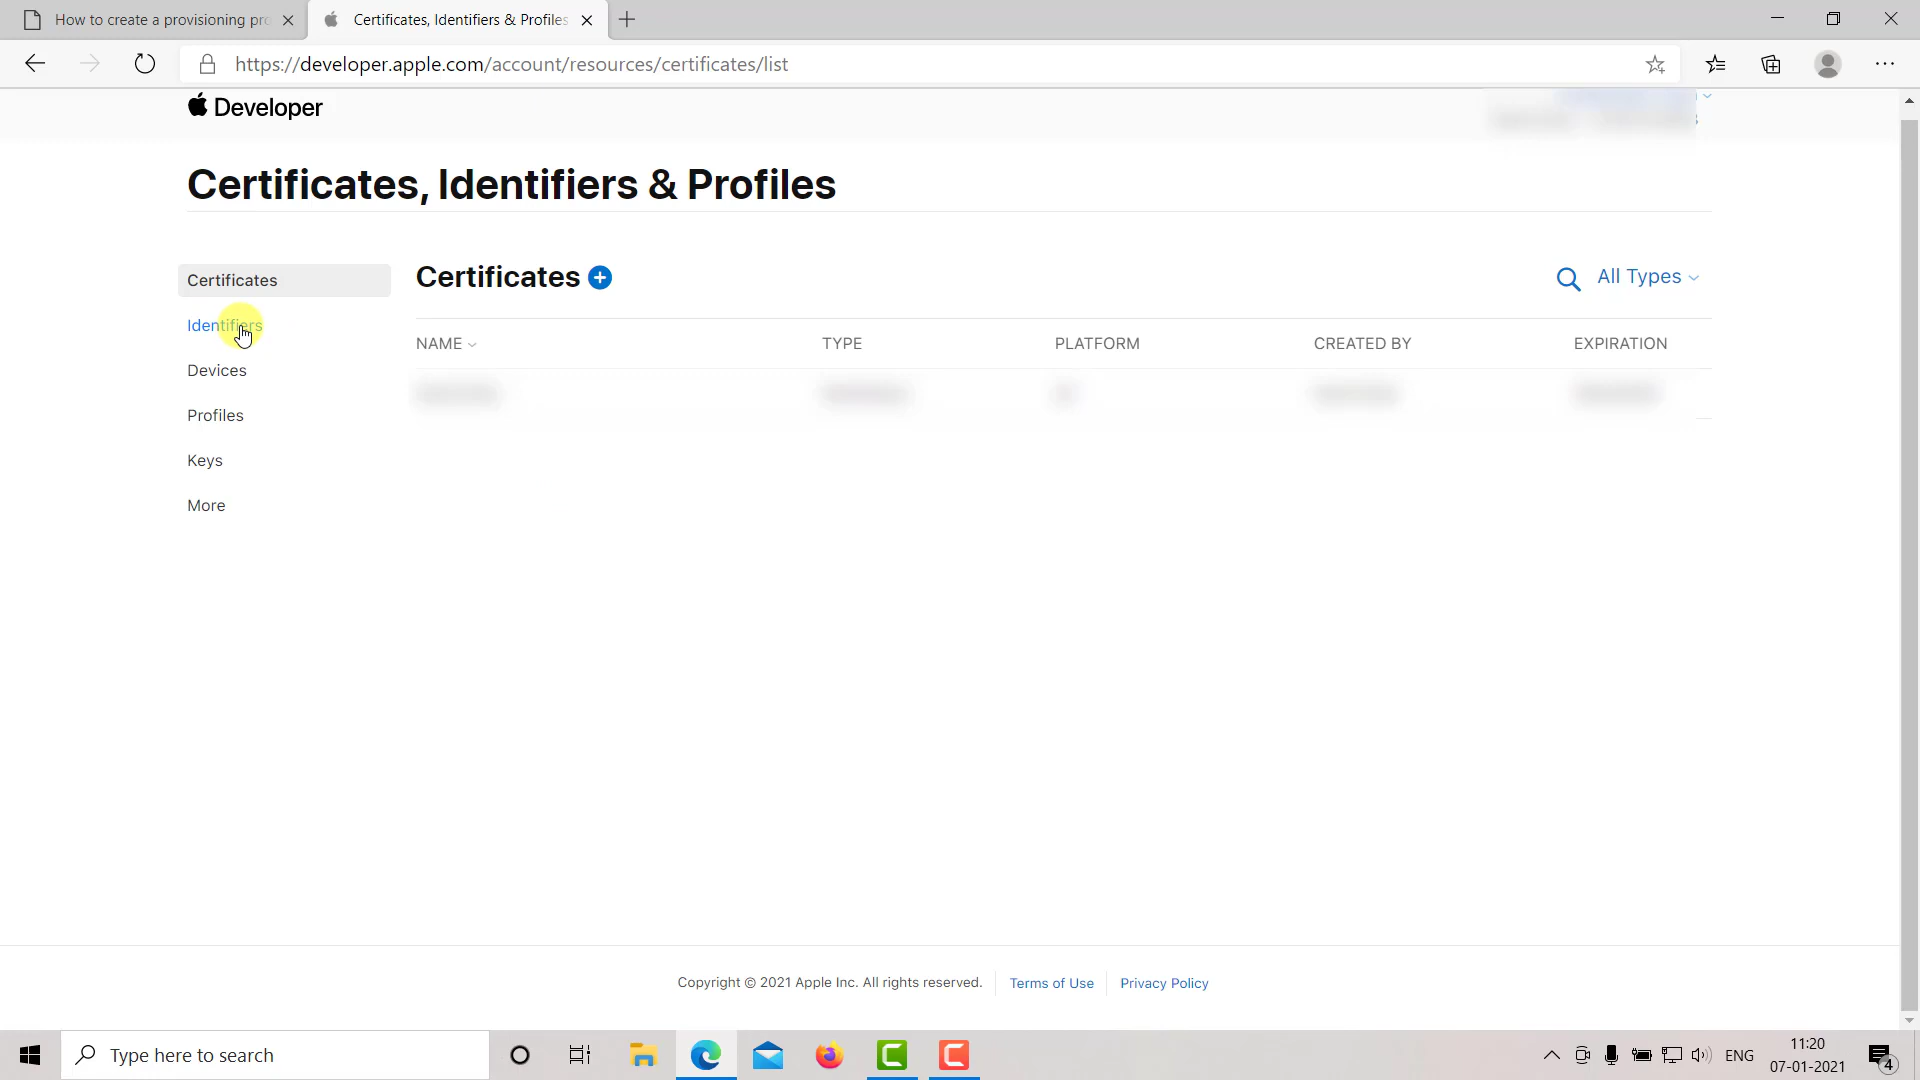 How to create a provisioning pro
Certificates, Identifiers & Profiles
https://developer.apple.com/account/resources/certificates/list
Developer
Certificates, Identifiers & Profiles
Certificates
Identifiers
Devices
Profiles
Keys
More
Certificates
All Types
NAME
TYPE
PLATFORM
CREATED BY
EXPIRATION
Copyright © 2021 Apple Inc. All rights reserved.
Terms of Use
Privacy Policy
Type here to search
ENG
11:20
07-01-2021
4